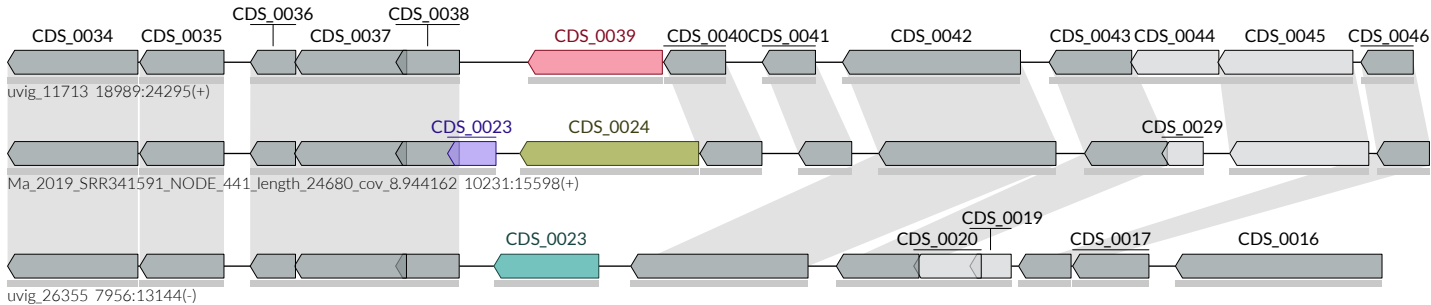 CDS_0036 CDS_0038
CDS_0034 CDS_0035 CDS_0037 CDS_0039 CDS_0040 CDS_0041 CDS_0042 CDS_0043 CDS_0044 CDS_0045 CDS_0046
uvig_11713 18989:24295(+)
CDS_0023 CDS_0024 CDS_0029
Ma_2019_SRR341591_NODE_441_length_24680_cov_8.944162 10231:15598(+)
CDS_0019
CDS_0023 CDS_0020 CDS_0017 CDS_0016
uvig_26355 7956:13144(-)